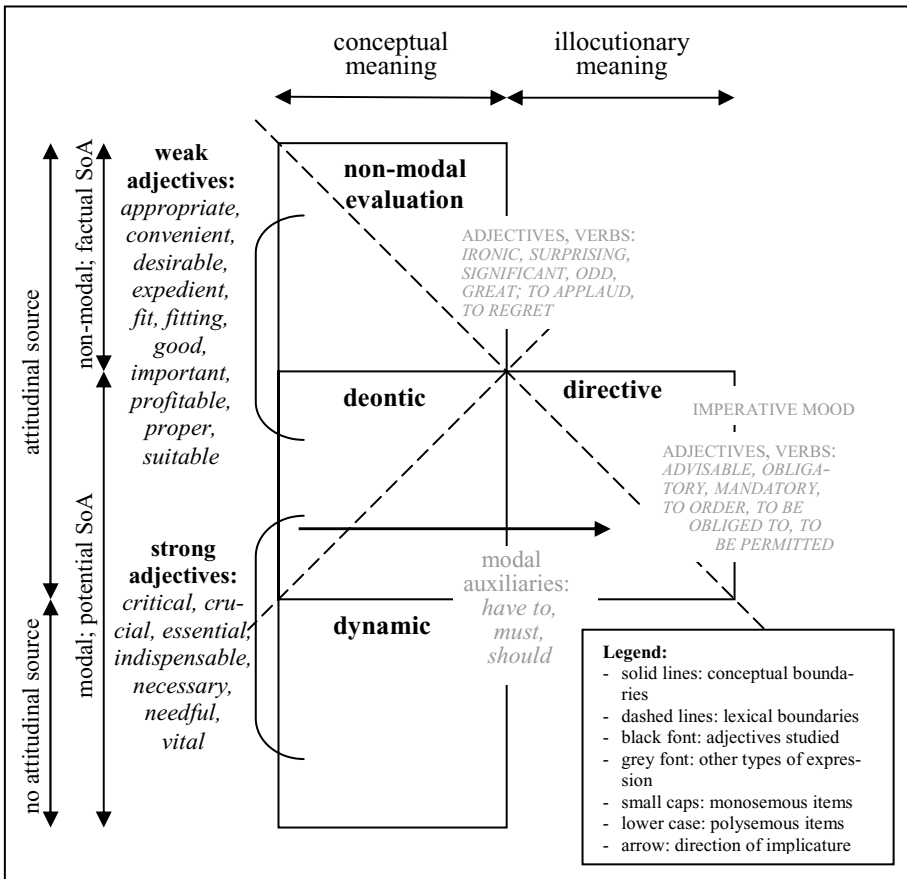 conceptual
meaning
illocutionary
meaning
attitudinal source
no attitudinal source
non-modal; factual SoA
modal; potential SoA
weak
adjectives:
appropriate,
convenient,
desirable,
expedient,
fit, fitting,
good,
important,
profitable,
proper,
suitable
strong
adjectives:
critical, cru-
cial, essential,
indispensable,
necessary,
needful,
vital
non-modal
evaluation
ADJECTIVES, VERBS:
IRONIC, SURPRISING,
SIGNIFICANT, ODD,
GREAT; TO APPLAUD,
TO REGRET
deontic
directive
IMPERATIVE MOOD
ADJECTIVES, VERBS:
ADVISABLE, OBLIGA-
TORY, MANDATORY,
TO ORDER, TO BE
OBLIGED TO, TO
BE PERMITTED
modal
auxiliaries:
have to,
must,
should
dynamic
Legend:
- solid lines: conceptual bounda-
ries
- dashed lines: lexical boundaries
- black font: adjectives studied
- grey font: other types of expres-
sion
- small caps: monosemous items
- lower case: polysemous items
- arrow: direction of implicature